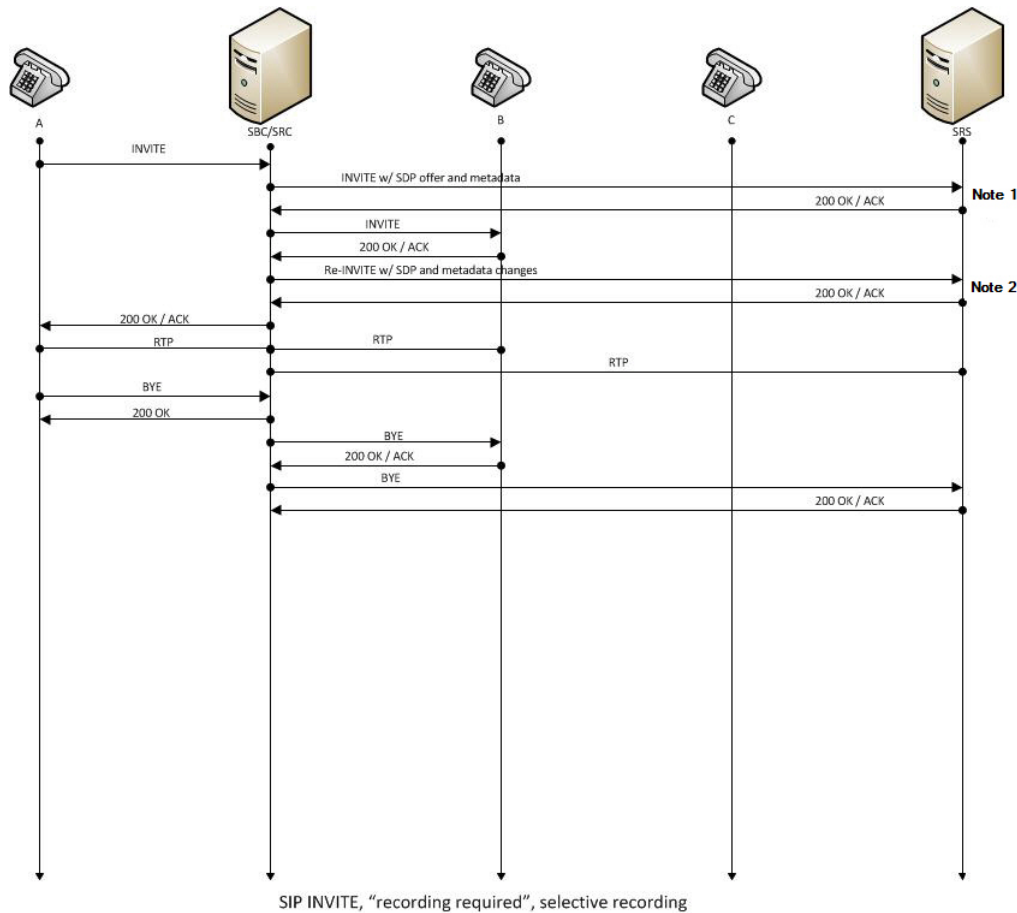 A
SBC/SRC
B
C
SRS
INVITE
INVITE w/ SDP offer and metadata
Note 1
200 OK / ACK
INVITE
200 OK / ACK
Re-INVITE w/ SDP and metadata changes
Note 2
200 OK / ACK
200 OK / ACK
RTP
RTP
RTP
BYE
200 OK
BYE
200 OK / ACK
BYE
200 OK / ACK
SIP INVITE, “recording required”, selective recording